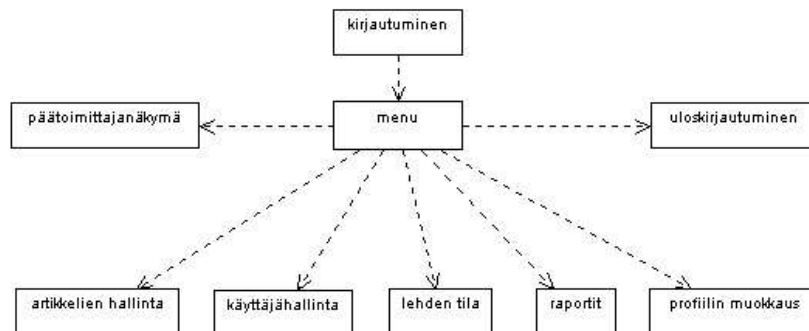 kirjautuminen
päätoimittajanäkymä
menu
uloskirjautuminen
artikkelien hallinta
käyttäjähallinta
lehden tila
raportit
profiilin muokkaus